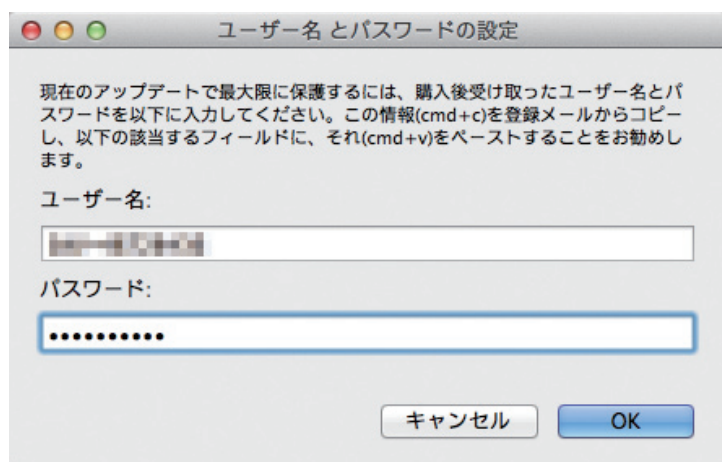 ユーザー名 とパスワードの設定
現在のアップデートで最大限に保護するには、購入後受け取ったユーザー名とパ
スワードを以下に入力してください。この情報(cmd+c)を登録メールからコピー
し、以下の該当するフィールドに、それ(cmd+v)をペーストすることをお勧めし
ます。
ユーザー名:
パスワード:
••••••••••
キャンセル OK